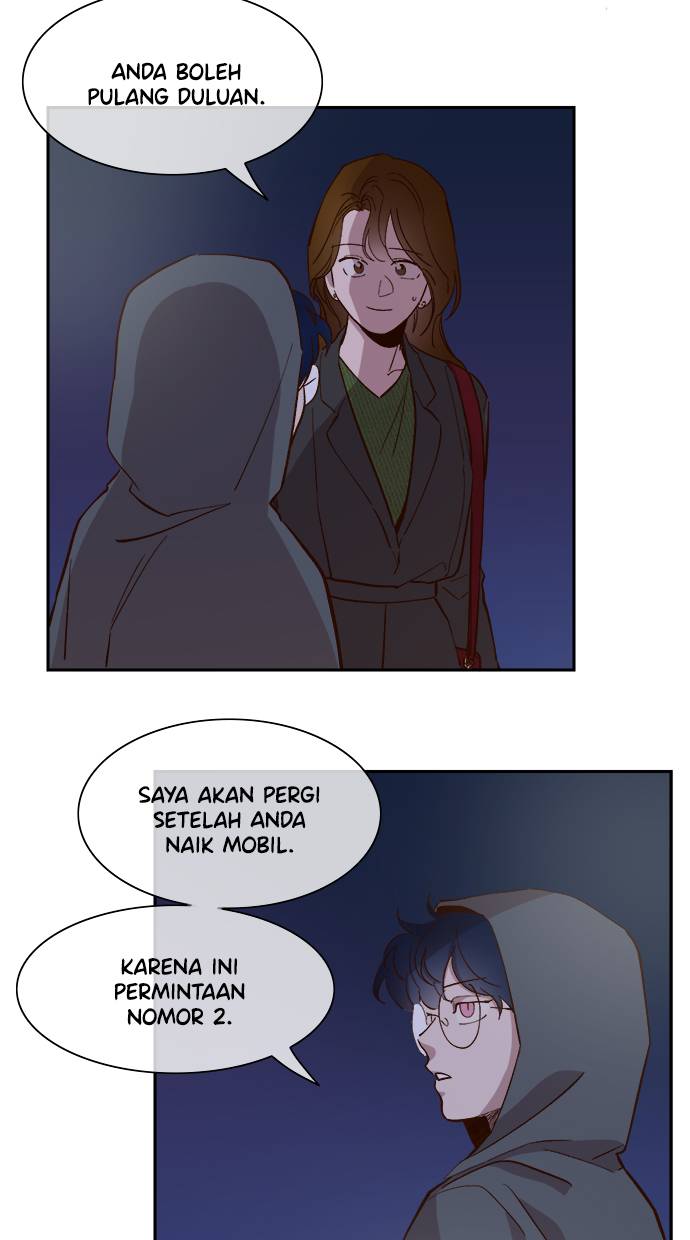 ANDA BOLEH
PULANG DULUAN.
SAYA AKAN PERGI
SETELAH ANDA
NAIK MOBIL.
KARENA INI
PERMINTAAN
NOMOR 2.